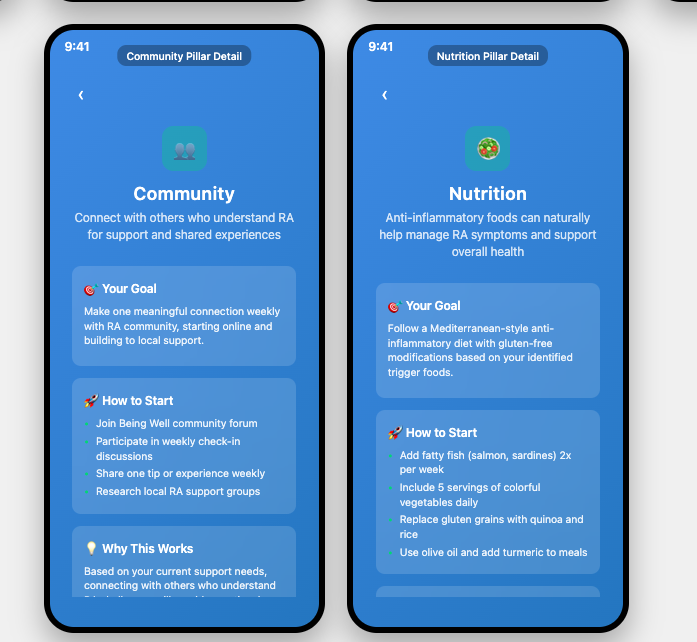 9:41
Community Pillar Detail
Community
Connect with others who understand RA
for support and shared experiences
Your Goal
Make one meaningful connection weekly
with RA community, starting online and
building to local support.
How to Start
Join Being Well community forum
Participate in weekly check-in
discussions
Share one tip or experience weekly
Research local RA support groups
Why This Works
Based on your current support needs,
connecting with others who understand
9:41
Nutrition Pillar Detail
Nutrition
Anti-inflammatory foods can naturally
help manage RA symptoms and support
overall health
Your Goal
Follow a Mediterranean-style anti-
inflammatory diet with gluten-free
modifications based on your identified
trigger foods.
How to Start
Add fatty fish (salmon, sardines) 2x
per week
Include 5 servings of colorful
vegetables daily
Replace gluten grains with quinoa and
rice
Use olive oil and add turmeric to meals